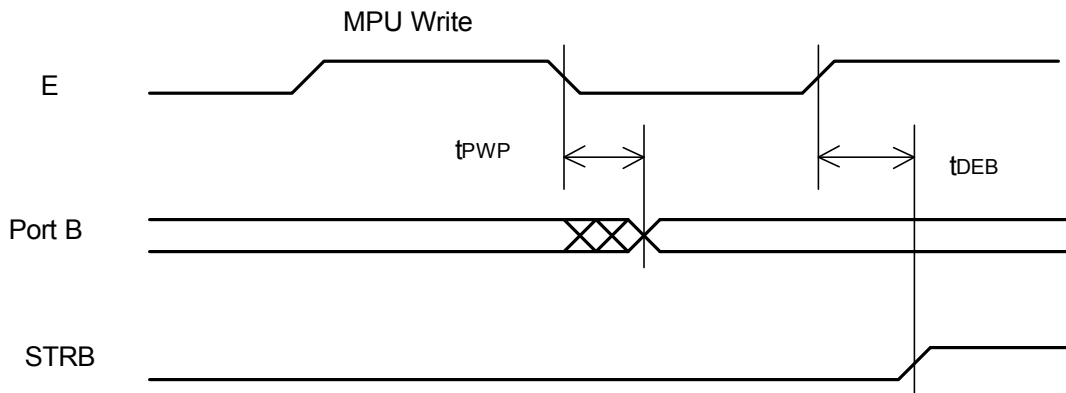 MPU Write
E
tPWP
tDEB
Port B
STRB